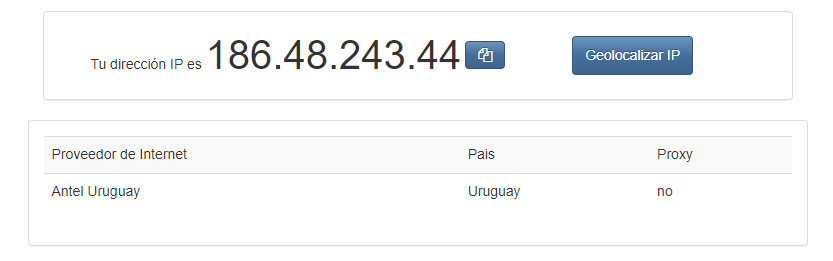 Tu dirección IP es 186.48.243.44 Geolocalizar IP
Proveedor de Internet Pais Proxy
Antel Uruguay Uruguay no